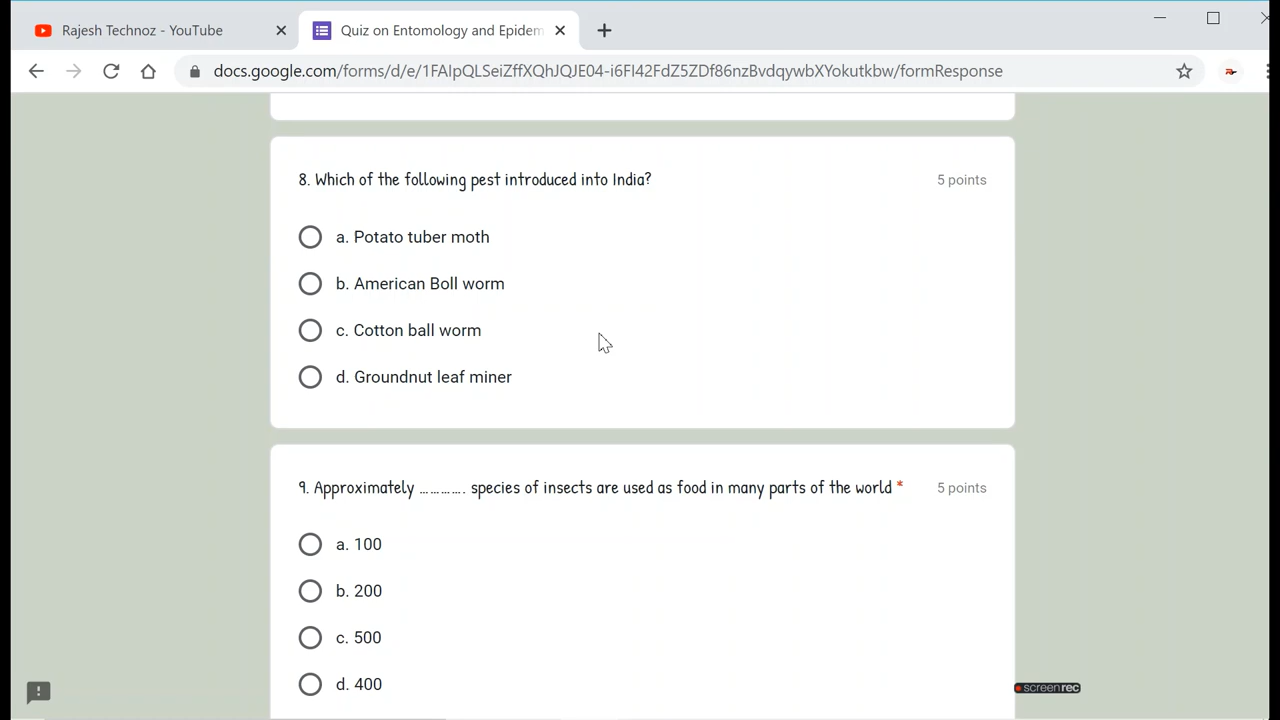 Rajesh Technoz - YouTube
Quiz on Entomology and Epidem
docs.google.com/forms/d/e/1FAIpQLSeiZffXQhJQJE04-i6FI42FdZ5ZDf86nzBvdqywbXYokutkbw/formResponse
8. Which of the following pest introduced into India? 5 points
a. Potato tuber moth
b. American Boll worm
c. Cotton ball worm
d. Groundnut leaf miner
9. Approximately ............. species of insects are used as food in many parts of the world * 5 points
a. 100
b. 200
c. 500
d. 400
screenrec